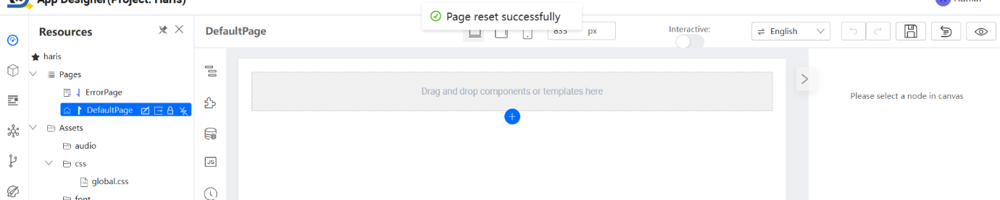 App Designer(Project: Haris)
Page reset successfully
Admin
Resources
DefaultPage
833 px
Interactive:
English
haris
Pages
ErrorPage
DefaultPage
Assets
audio
css
global.css
font
JS
Drag and drop components or templates here
Please select a node in canvas